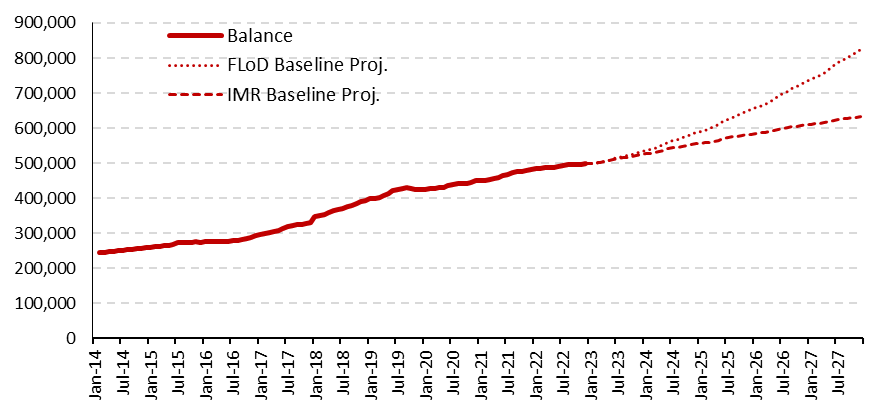 900,000
800,000
700,000
600,000
500,000
400,000
300,000
200,000
100,000
0
Balance
FLoD Baseline Proj.
IMR Baseline Proj.
Jan-14
Jul-14
Jan-15
Jul-15
Jan-16
Jul-16
Jan-17
Jul-17
Jan-18
Jul-18
Jan-19
Jul-19
Jan-20
Jul-20
Jan-21
Jul-21
Jan-22
Jul-22
Jan-23
Jul-23
Jan-24
Jul-24
Jan-25
Jul-25
Jan-26
Jul-26
Jan-27
Jul-27